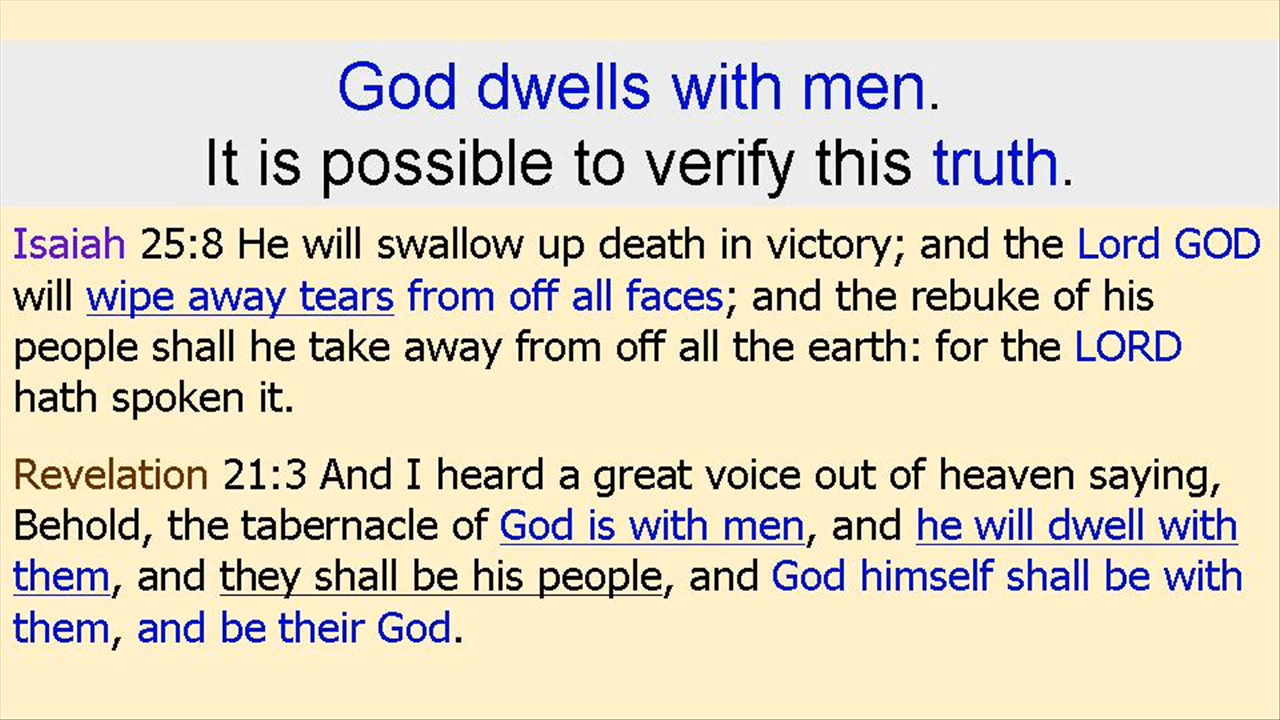 God dwells with men.
It is possible to verify this truth.
Isaiah 25:8 He will swallow up death in victory; and the Lord GOD
will wipe away tears from off all faces; and the rebuke of his
people shall he take away from off all the earth: for the LORD
hath spoken it.
Revelation 21:3 And I heard a great voice out of heaven saying,
Behold, the tabernacle of God is with men, and he will dwell with
them, and they shall be his people, and God himself shall be with
them, and be their God.